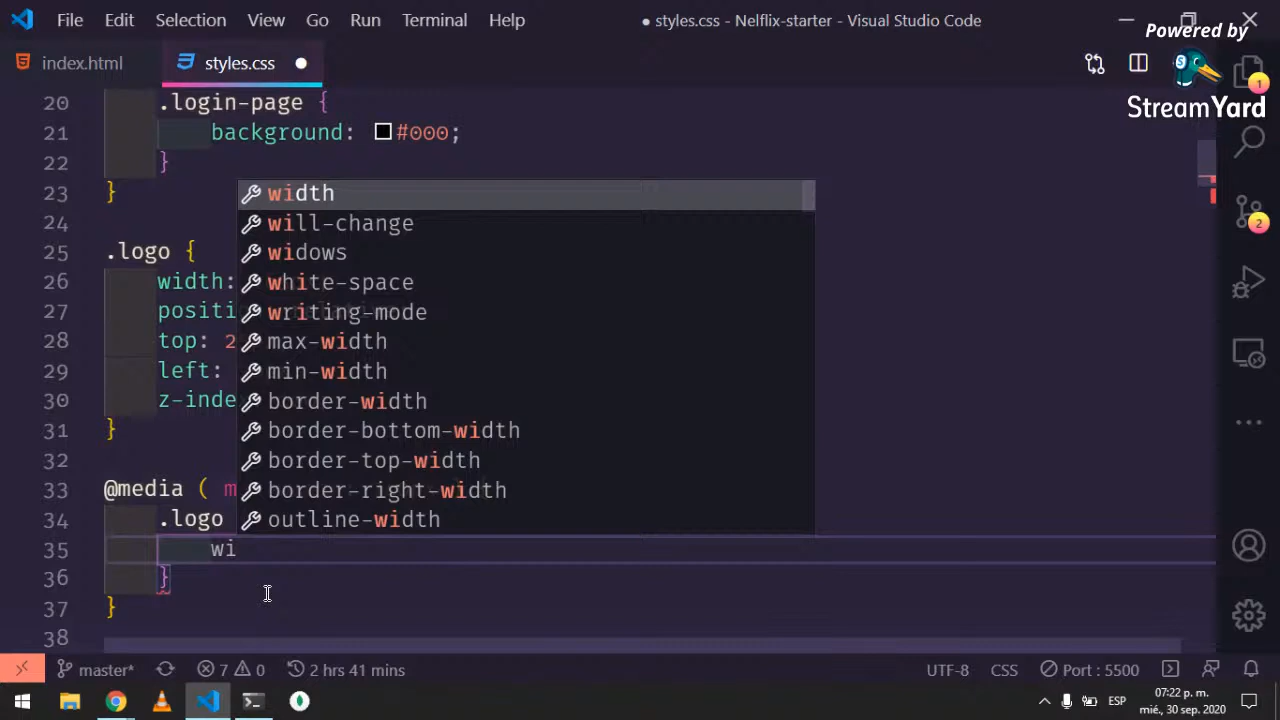 File Edit Selection View Go Run Terminal Help
● styles.css - Nelflix-starter - Visual Studio Code
Powered by
StreamYard
index.html
styles.css
1
2
20 .login-page {
21 background: #000;
22 }
23 }
24
25 .logo {
26 width:
27 positi
28 top: 2
29 left:
30 z-inde
31 }
32
33 @media ( m
34 .logo
35 wi
36 }
37 }
38
width
will-change
widows
white-space
writing-mode
max-width
min-width
border-width
border-bottom-width
border-top-width
border-right-width
outline-width
master* 7 0 2 hrs 41 mins UTF-8 CSS Port : 5500
ESP
07:22 p. m.
mié., 30 sep. 2020